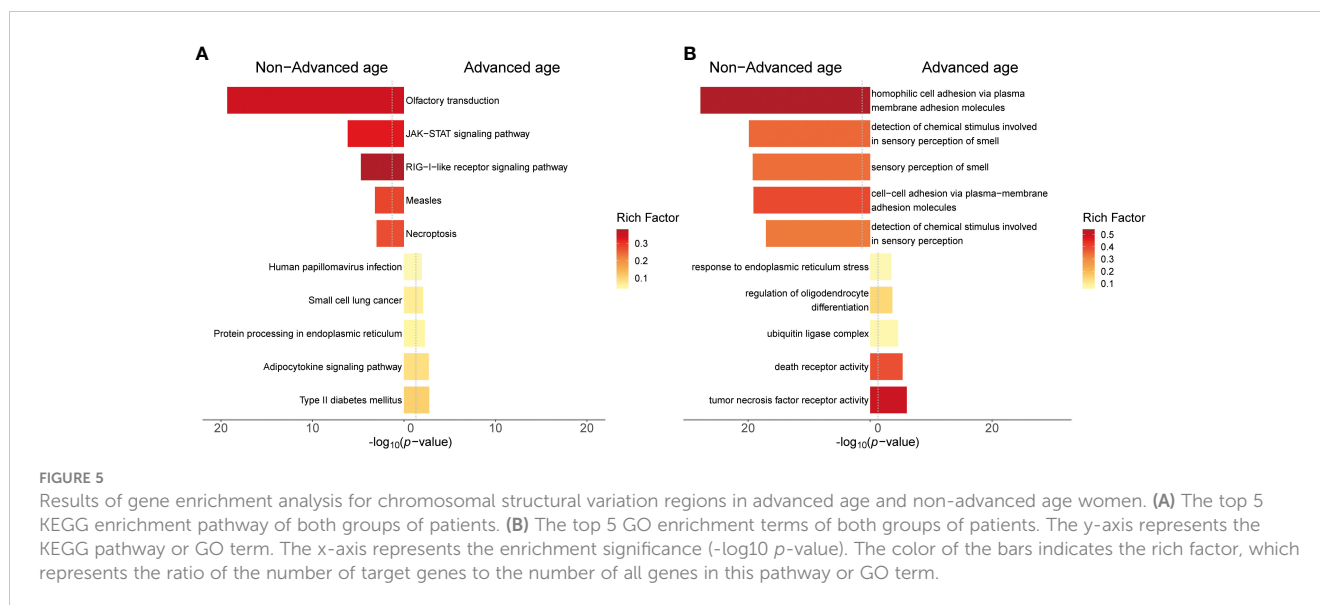 A
Non−Advanced age
Advanced age
Olfactory transduction
JAK−STAT signaling pathway
RIG−I−like receptor signaling pathway
Measles
Necroptosis
Human papillomavirus infection
Small cell lung cancer
Protein processing in endoplasmic reticulum
Adipocytokine signaling pathway
Type II diabetes mellitus
20
10
0
10
20
-log10(p−value)
Rich Factor
0.3
0.2
0.1
B
Non−Advanced age
Advanced age
homophilic cell adhesion via plasma
membrane adhesion molecules
detection of chemical stimulus involved
in sensory perception of smell
sensory perception of smell
cell−cell adhesion via plasma−membrane
adhesion molecules
detection of chemical stimulus involved
in sensory perception
response to endoplasmic reticulum stress
regulation of oligodendrocyte
differentiation
ubiquitin ligase complex
death receptor activity
tumor necrosis factor receptor activity
20
0
20
-log10(p−value)
Rich Factor
0.5
0.4
0.3
0.2
0.1
FIGURE 5
Results of gene enrichment analysis for chromosomal structural variation regions in advanced age and non-advanced age women. (A) The top 5
KEGG enrichment pathway of both groups of patients. (B) The top 5 GO enrichment terms of both groups of patients. The y-axis represents the
KEGG pathway or GO term. The x-axis represents the enrichment significance (-log10 p-value). The color of the bars indicates the rich factor, which
represents the ratio of the number of target genes to the number of all genes in this pathway or GO term.